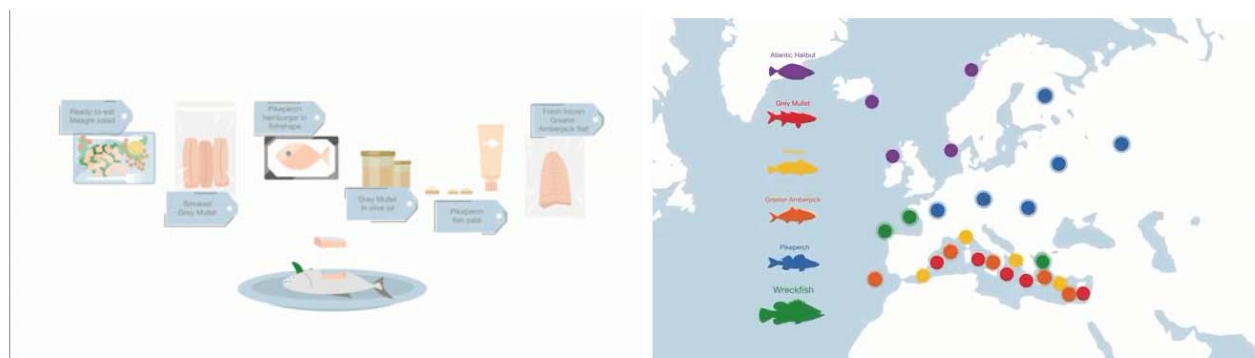 Ready-to-eat
Meagre salad
Smoked
Grey Mullet
Pikeperch
hamburger in
fishshape
Grey Mullet
in olive oil
Pikeperch
fish paté
Fresh frozen
Greater
Amberjack filet
Atlantic Halibut
Grey Mullet
Greater Amberjack
Pikeperch
Wreckfish